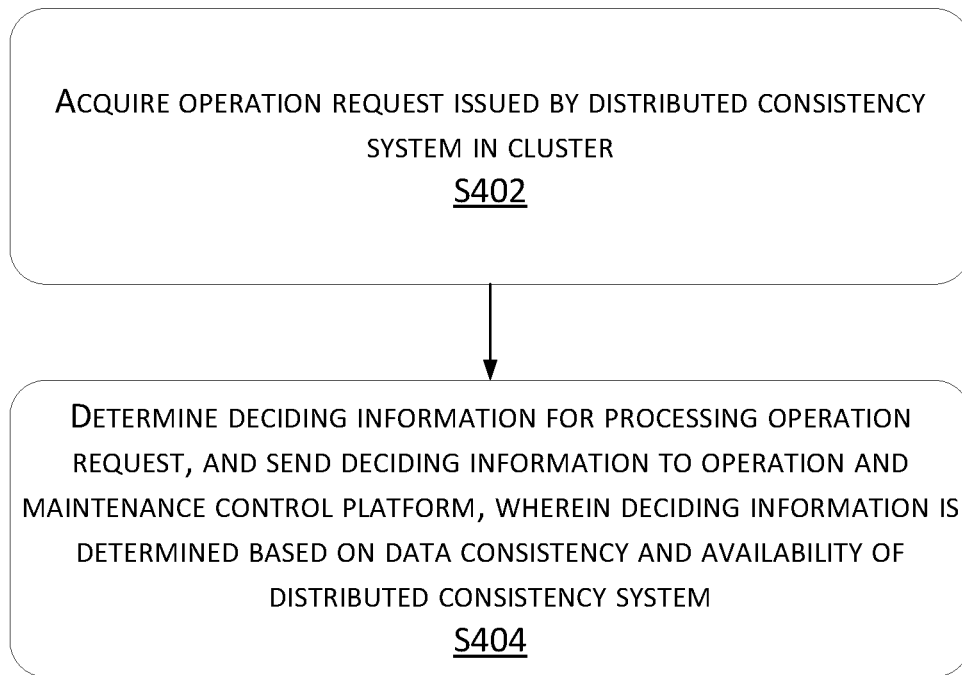 ACQUIRE OPERATION REQUEST ISSUED BY DISTRIBUTED CONSISTENCY
SYSTEM IN CLUSTER
S402
DETERMINE DECIDING INFORMATION FOR PROCESSING OPERATION
REQUEST, AND SEND DECIDING INFORMATION TO OPERATION AND
MAINTENANCE CONTROL PLATFORM, WHEREIN DECIDING INFORMATION IS
DETERMINED BASED ON DATA CONSISTENCY AND AVAILABILITY OF
DISTRIBUTED CONSISTENCY SYSTEM
S404